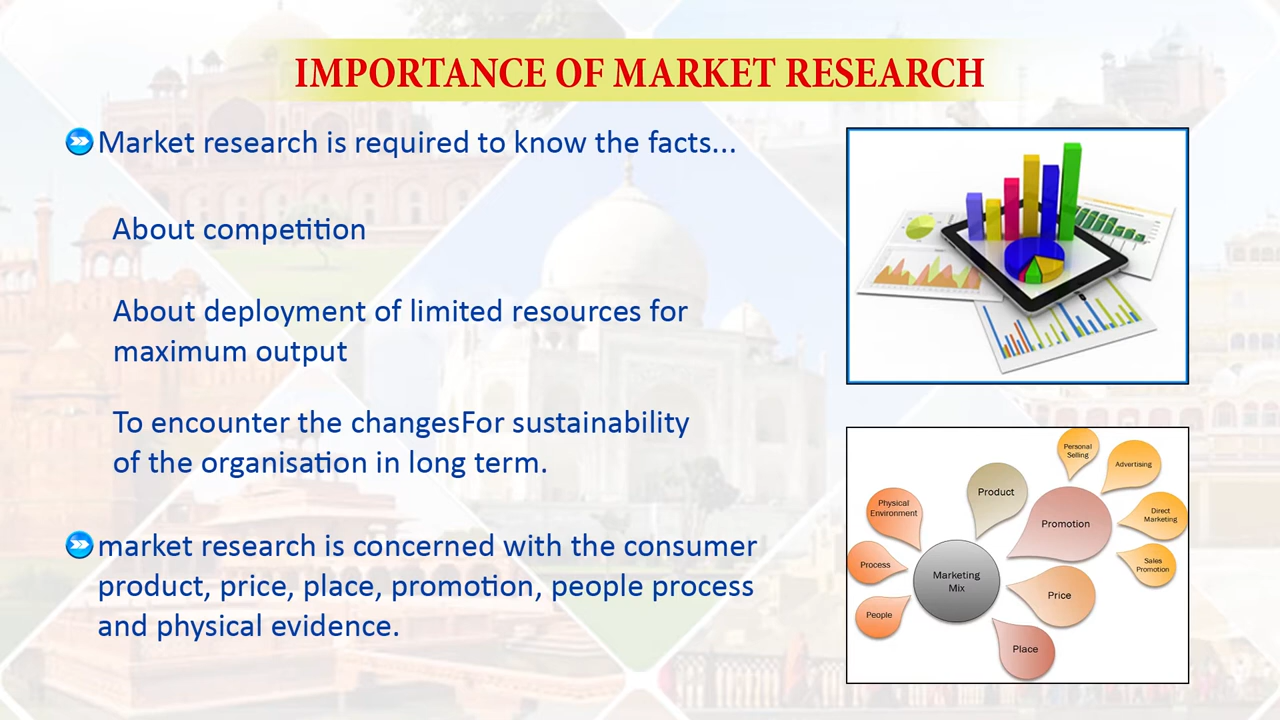 IMPORTANCE OF MARKET RESEARCH
Market research is required to know the facts...
About competition
About deployment of limited resources for
maximum output
To encounter the changesFor sustainability
of the organisation in long term.
market research is concerned with the consumer
product, price, place, promotion, people process
and physical evidence.
Personal
Selling
Advertising
Product
Physical
Environment
Promotion
Direct
Marketing
Process
Sales
Promotion
Marketing
Mix
Price
People
Place